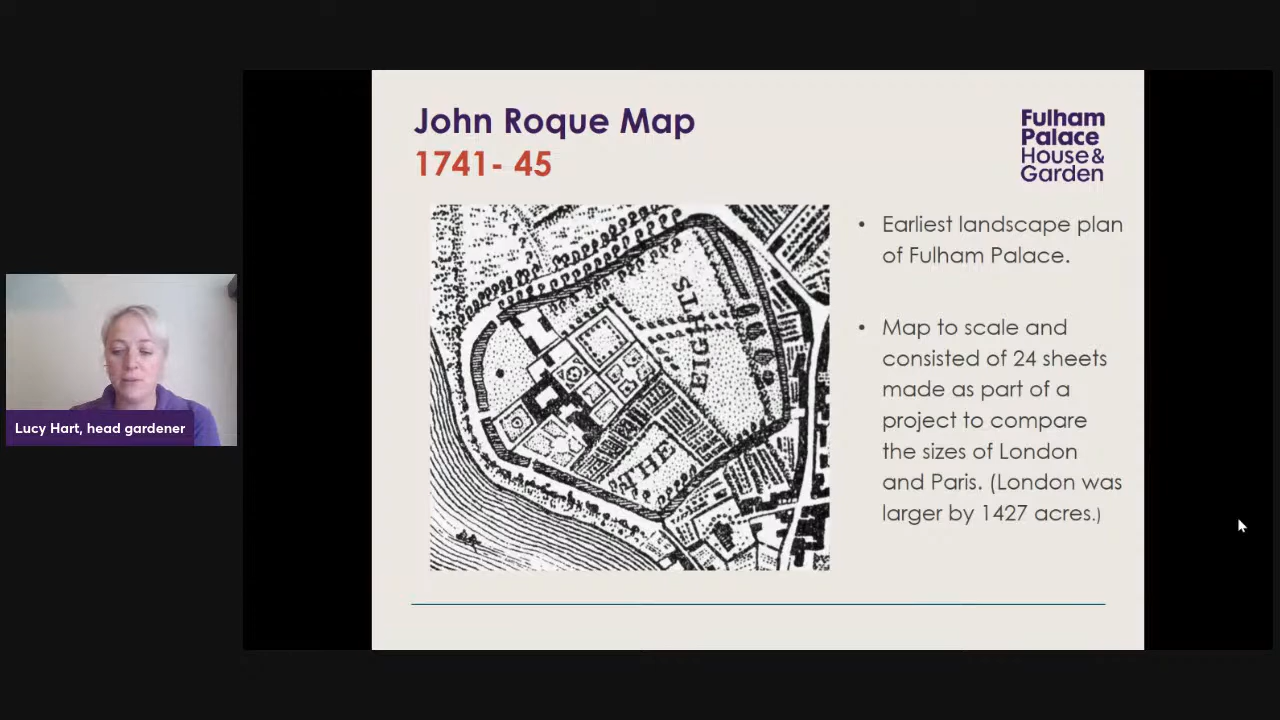 John Roque Map
1741- 45
Fulham
Palace
House&
Garden
• Earliest landscape plan
of Fulham Palace.
• Map to scale and
consisted of 24 sheets
made as part of a
project to compare
the sizes of London
and Paris. (London was
larger by 1427 acres.)
THE
EIGHTS
Lucy Hart, head gardener